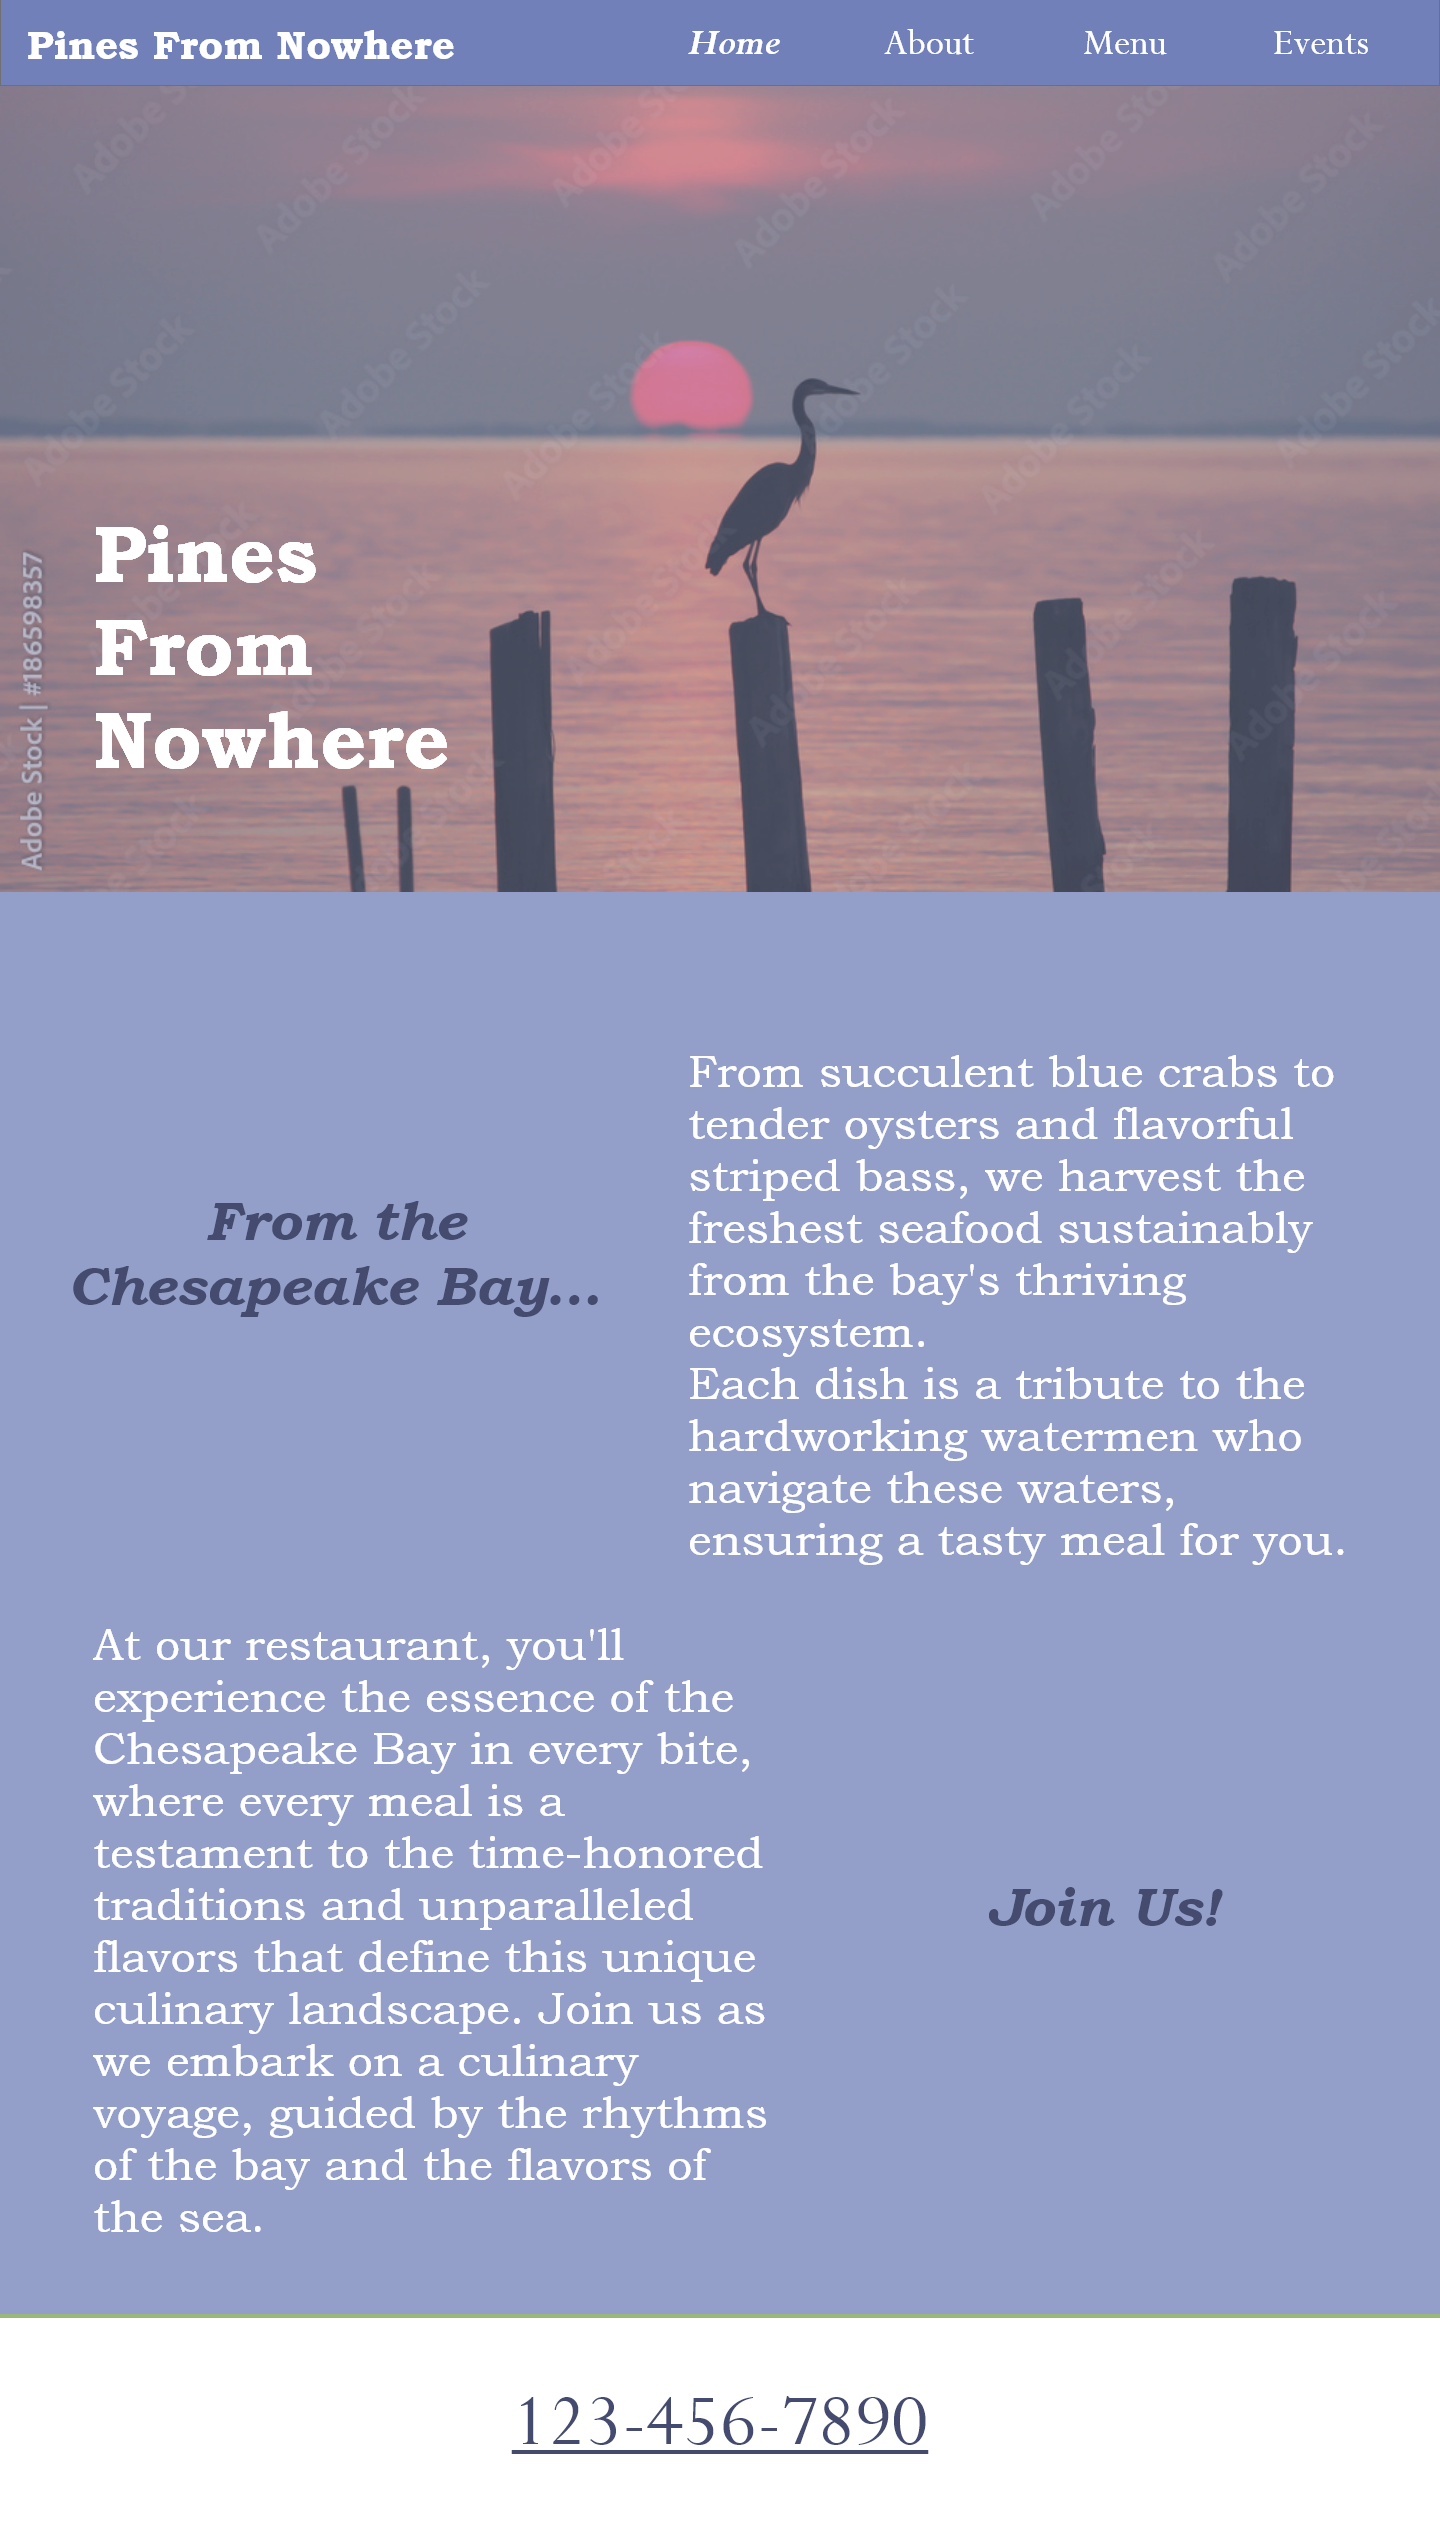 Pines From Nowhere
Home About Menu Events
Adobe Stock | #186598357
Pines
From
Nowhere
From the
Chesapeake Bay...
From succulent blue crabs to
tender oysters and flavorful
striped bass, we harvest the
freshest seafood sustainably
from the bay's thriving
ecosystem.
Each dish is a tribute to the
hardworking watermen who
navigate these waters,
ensuring a tasty meal for you.
At our restaurant, you'll
experience the essence of the
Chesapeake Bay in every bite,
where every meal is a
testament to the time-honored
traditions and unparalleled
flavors that define this unique
culinary landscape. Join us as
we embark on a culinary
voyage, guided by the rhythms
of the bay and the flavors of
the sea.
Join Us!
123-456-7890